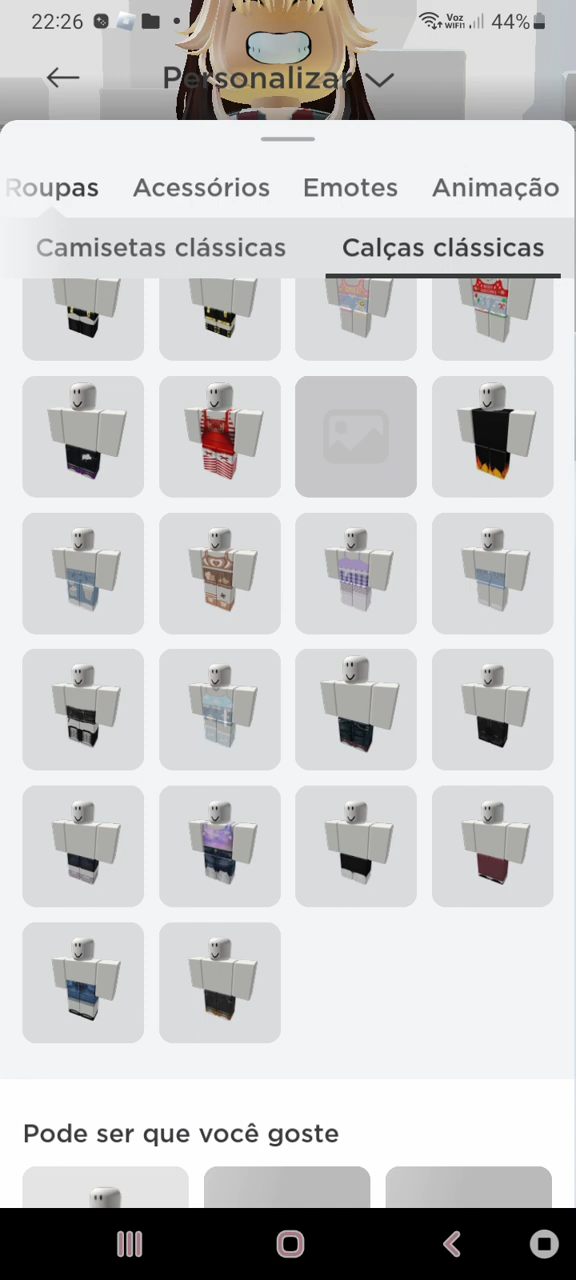 22:26
Voz
WIFI1
44%
Personalizar
Roupas Acessórios Emotes Animação
Camisetas clássicas Calças clássicas
Pode ser que você goste